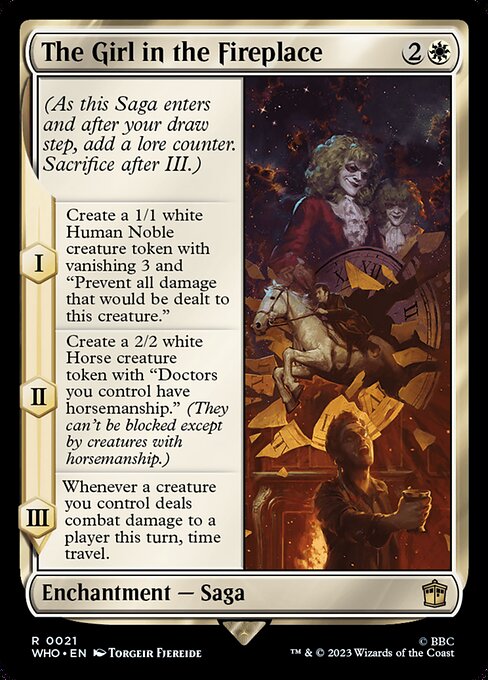 The Girl in the Fireplace 2
(As this Saga enters
and after your draw
step, add a lore counter.
Sacrifice after III.)
I
Create a 1/1 white
Human Noble
creature token with
vanishing 3 and
“Prevent all damage
that would be dealt to
this creature.”
II
Create a 2/2 white
Horse creature
token with “Doctors
you control have
horsemanship.” (They
can’t be blocked except
by creatures with
horsemanship.)
III
Whenever a creature
you control deals
combat damage to a
player this turn, time
travel.
Enchantment — Saga
R 0021
WHO • EN Torgeir Fjereide
© BBC
™ & © 2023 Wizards of the Coast